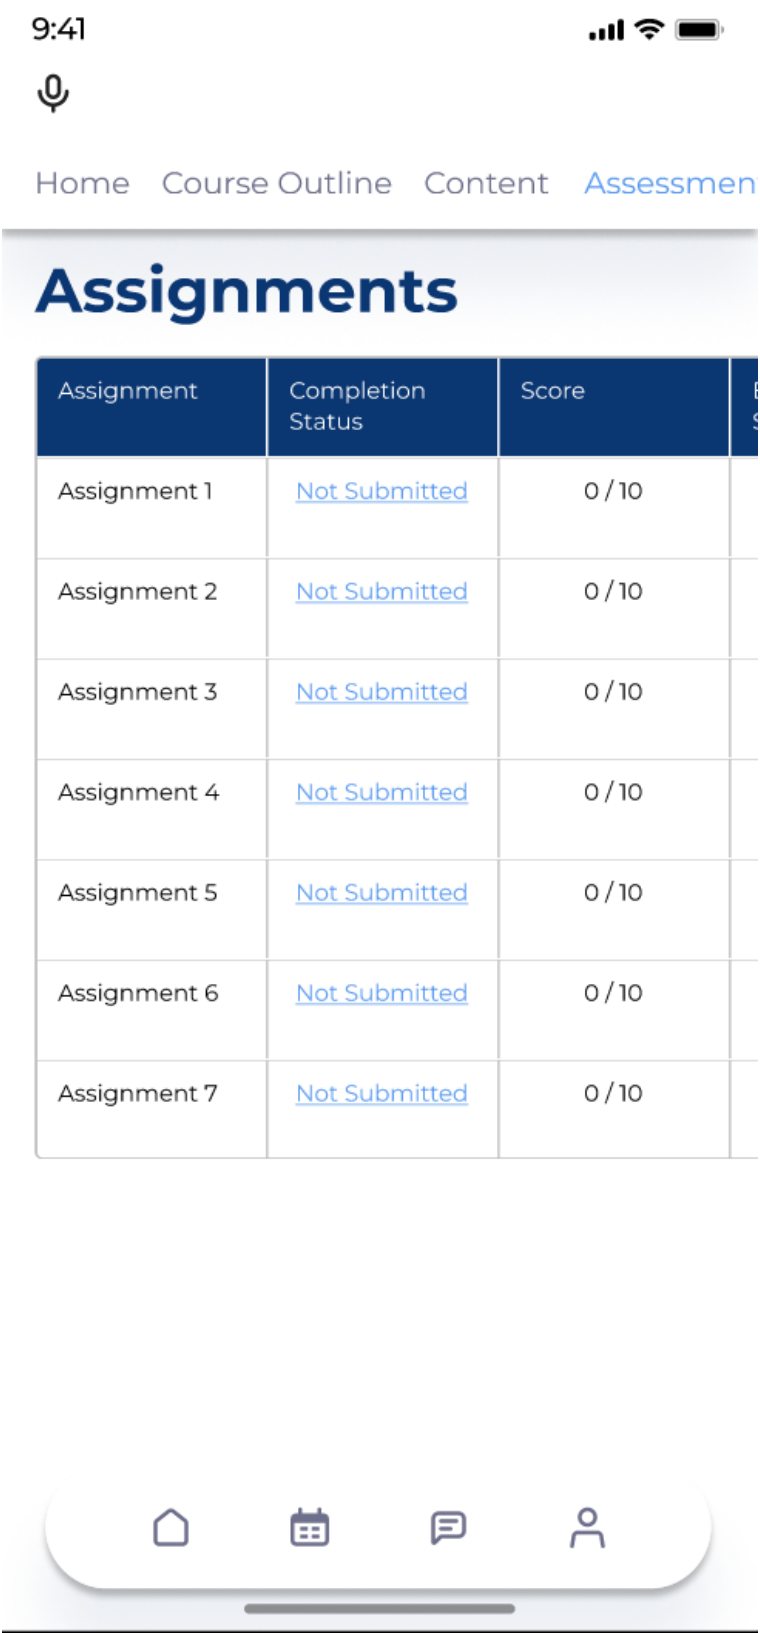 9:41
Home Course Outline Content Assessmen
Assignments
Assignment Completion Score
Status
Assignment 1 Not Submitted 0 / 10
Assignment 2 Not Submitted 0 / 10
Assignment 3 Not Submitted 0 / 10
Assignment 4 Not Submitted 0 / 10
Assignment 5 Not Submitted 0 / 10
Assignment 6 Not Submitted 0 / 10
Assignment 7 Not Submitted 0 / 10